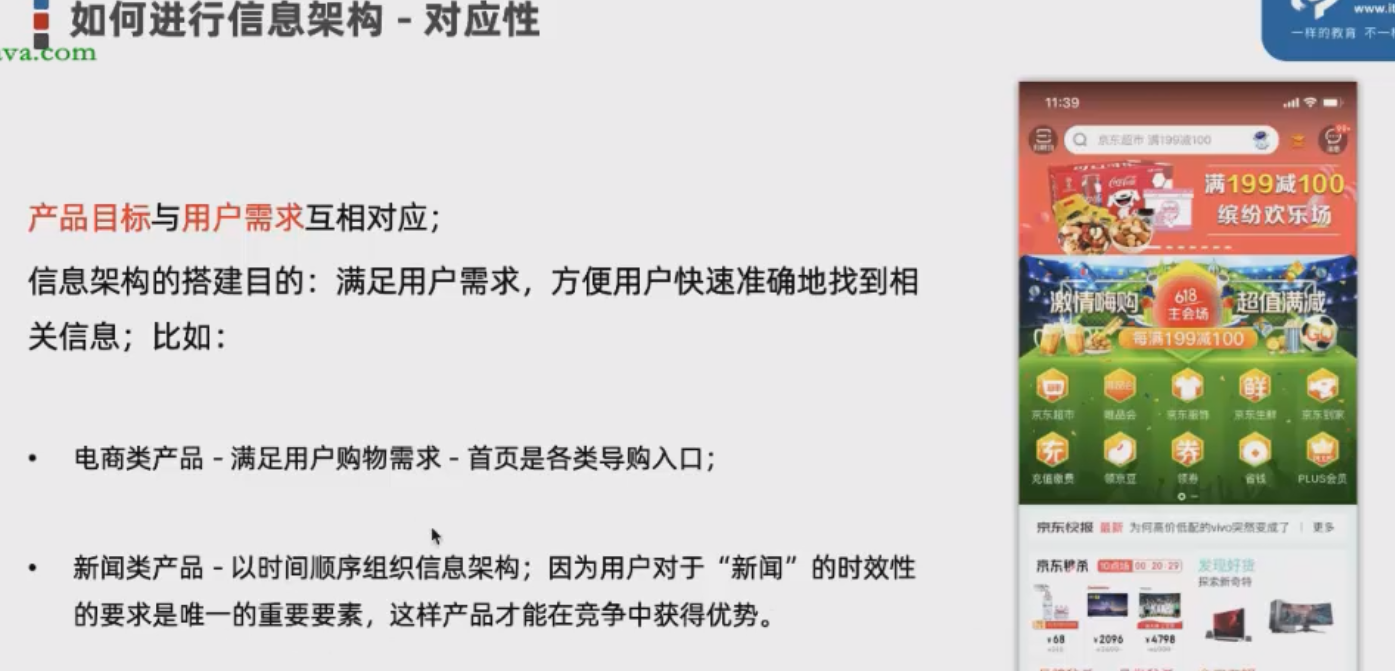 如何进行信息架构 - 对应性
ava.com
www.it
一样的教育 不一
产品目标与用户需求互相对应；
信息架构的搭建目的：满足用户需求，方便用户快速准确地找到相
关信息；比如：
• 电商类产品 - 满足用户购物需求 - 首页是各类导购入口；
• 新闻类产品 - 以时间顺序组织信息架构；因为用户对于“新闻”的时效性
的要求是唯一的重要要素，这样产品才能在竞争中获得优势。
11:39
京东超市 满199减100
满199减100
缤纷欢乐场
激情嗨购 618 超值满减
主会场
每满199减100
京东超市 唯品会 京东服饰 京东生鲜 京东到家
充值缴费 领京豆 领券 省钱 PLUS会员
京东快报 最新 为何高价低配的vivo突然变成了 更多
京东秒杀 10点场 00 20 29 发现好货
探索新奇特
¥68 ¥2096 ¥4798